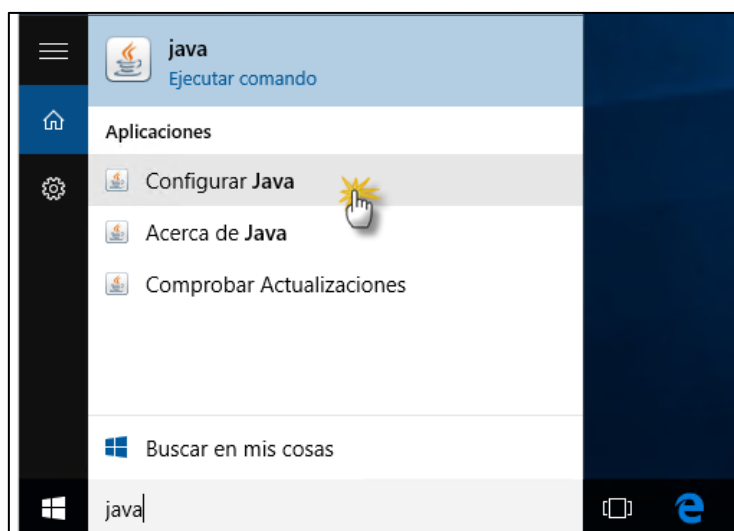 java
Ejecutar comando
Aplicaciones
Configurar Java
Acerca de Java
Comprobar Actualizaciones
Buscar en mis cosas
java